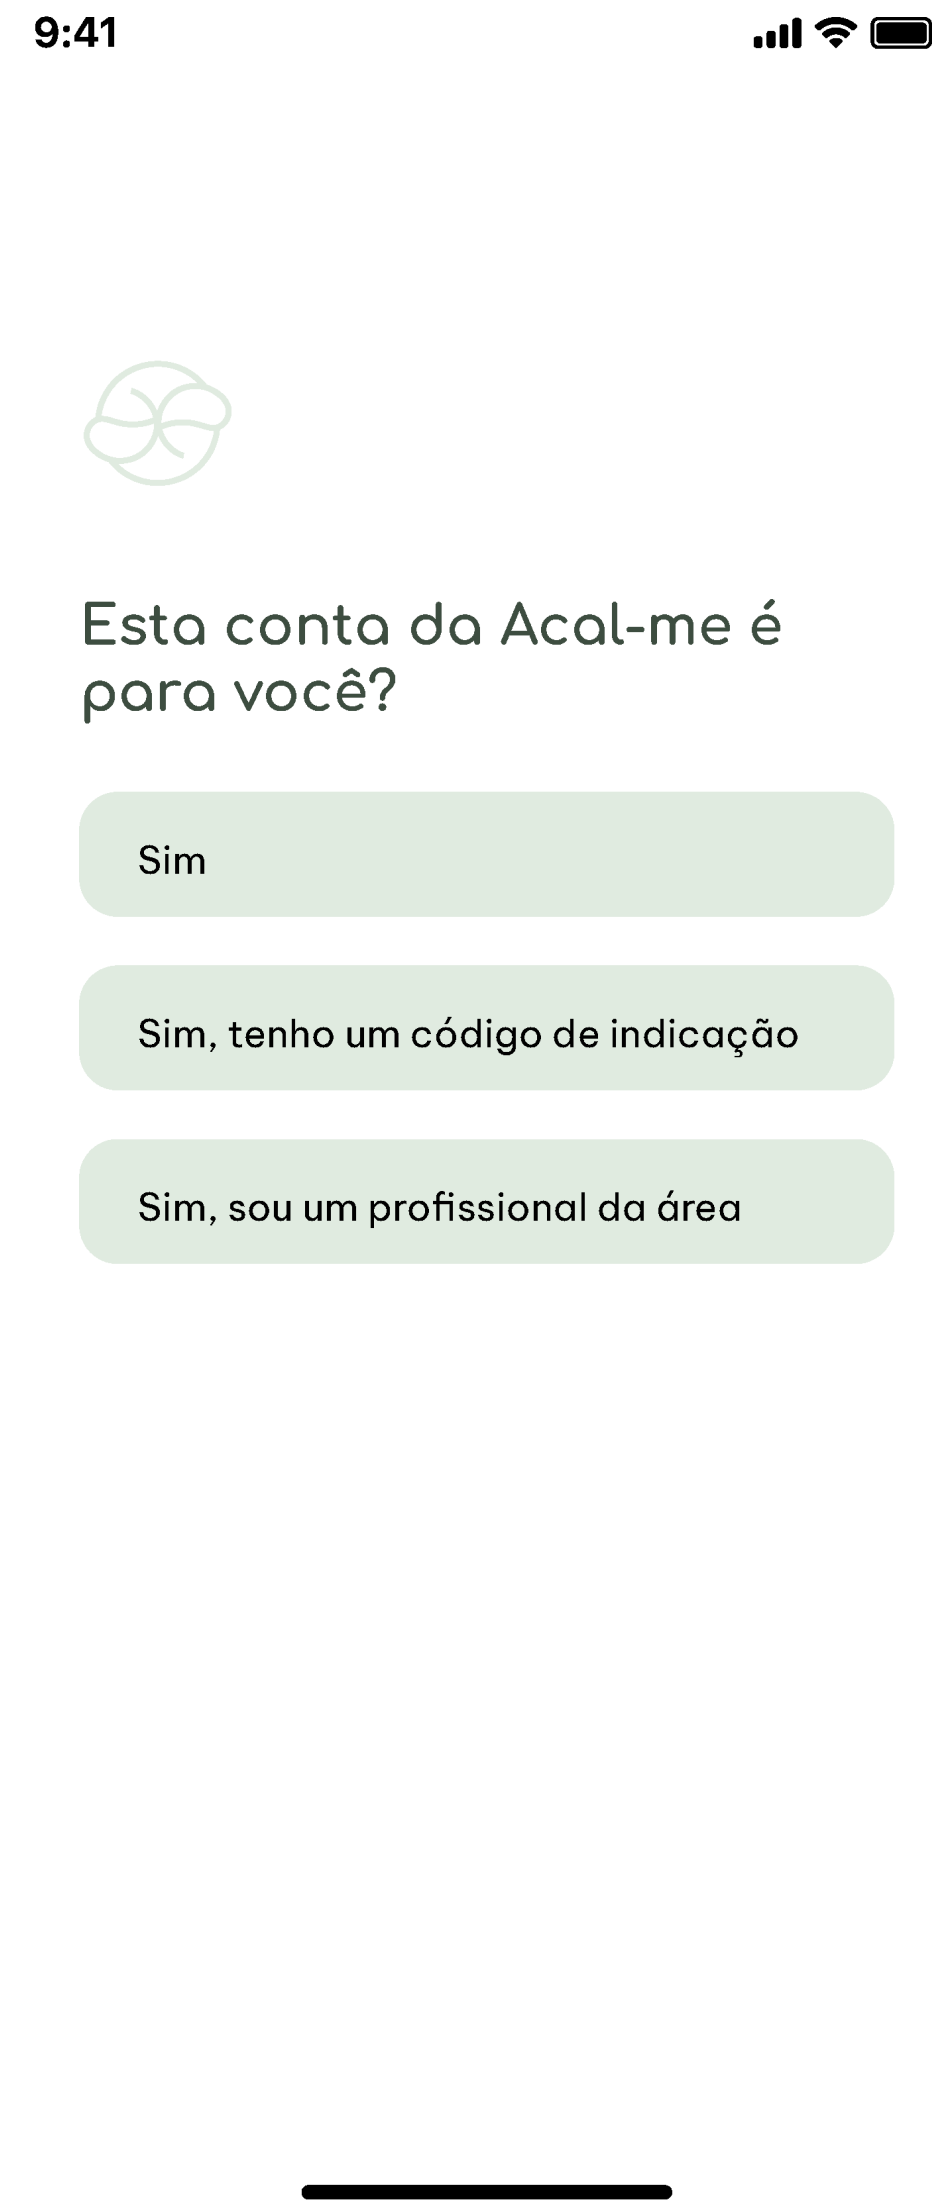 9:41
Esta conta da Acal-me é
para você?
Sim
Sim, tenho um código de indicação
Sim, sou um profissional da área